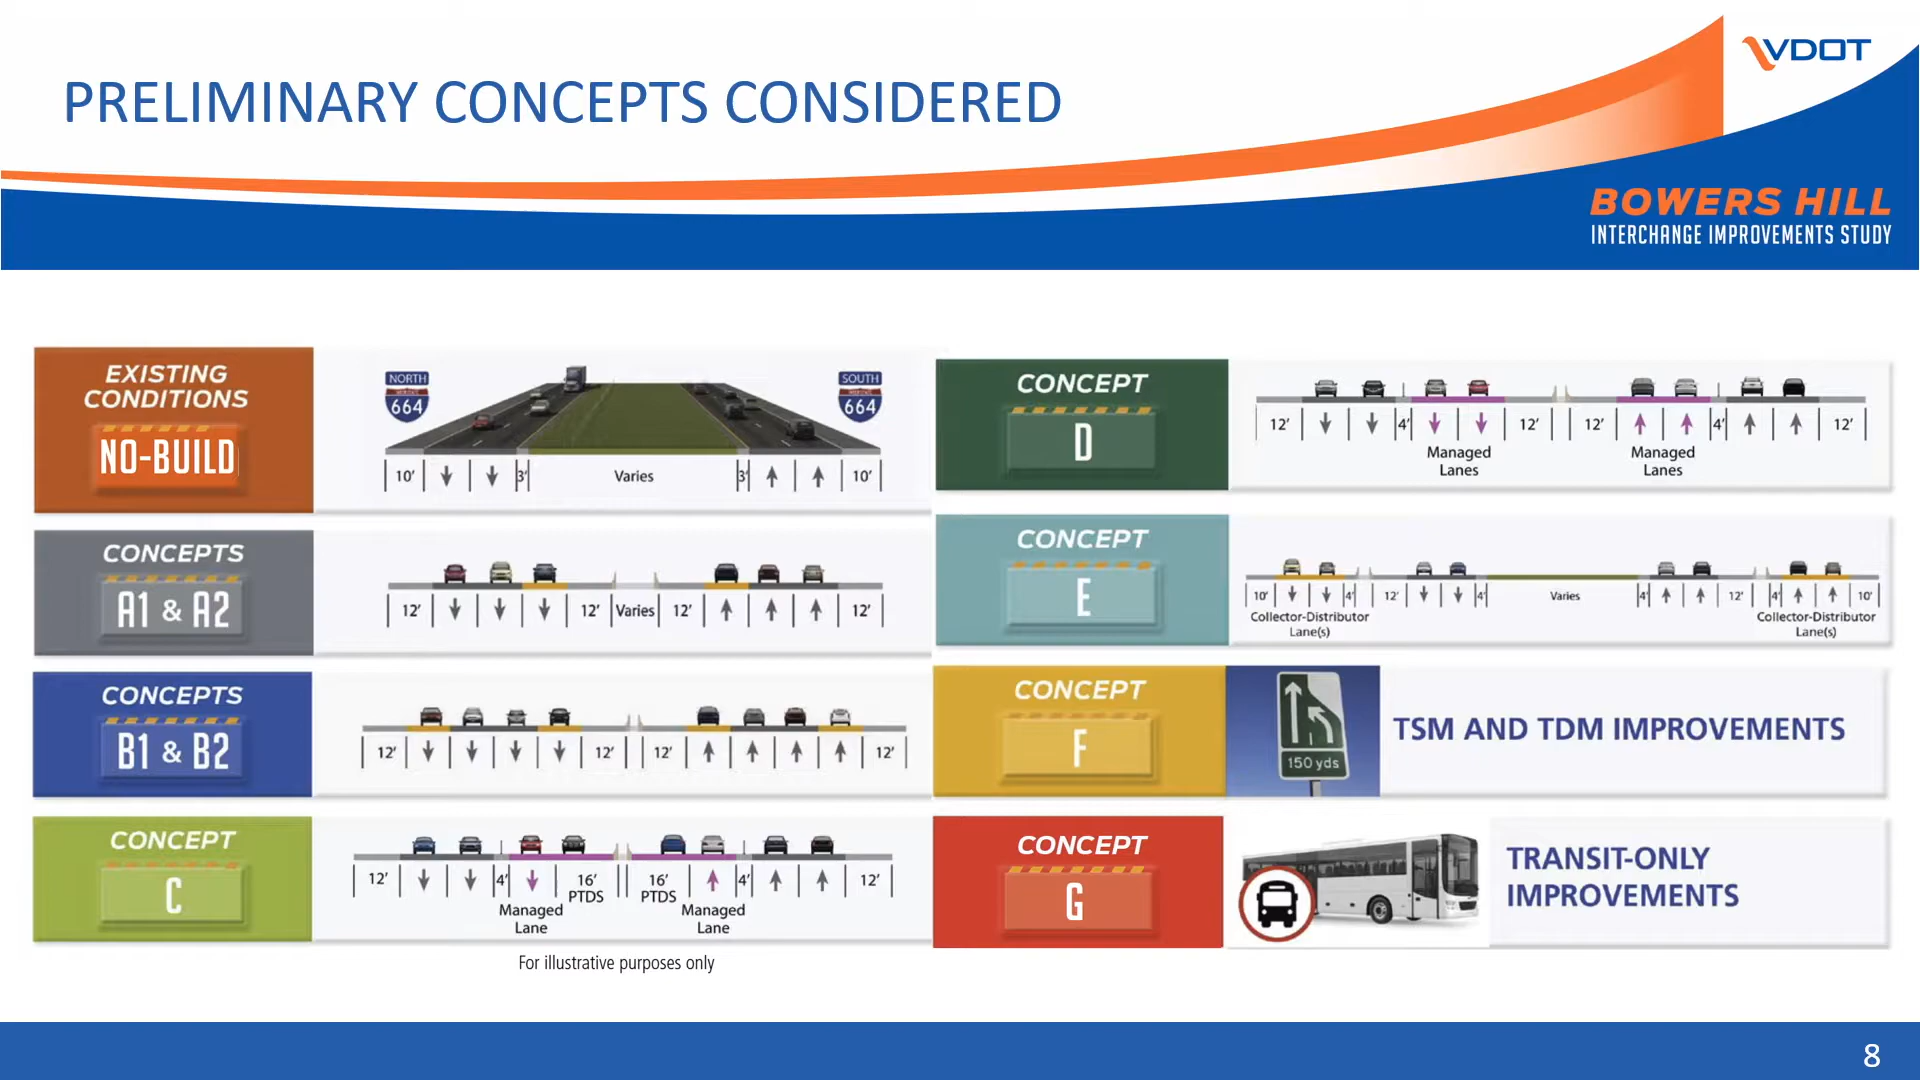 PRELIMINARY CONCEPTS CONSIDERED
VDOT
BOWERS HILL
INTERCHANGE IMPROVEMENTS STUDY
EXISTING
CONDITIONS
NO-BUILD
NORTH
664
SOUTH
664
10' 3' Varies 3' 10'
CONCEPTS
A1 & A2
12' 12' Varies 12' 12'
CONCEPTS
B1 & B2
12' 12' 12' 12'
CONCEPT
C
12' 4' 16' 16' 4' 12'
PTDS PTDS
Managed Managed
Lane Lane
For illustrative purposes only
CONCEPT
D
12' 4' 12' 12' 4' 12'
Managed Managed
Lanes Lanes
CONCEPT
E
10' 4' 12' 4' Varies 4' 12' 4' 10'
Collector-Distributor Collector-Distributor
Lane(s) Lane(s)
CONCEPT
F
150 yds
TSM AND TDM IMPROVEMENTS
CONCEPT
G
TRANSIT-ONLY
IMPROVEMENTS
8